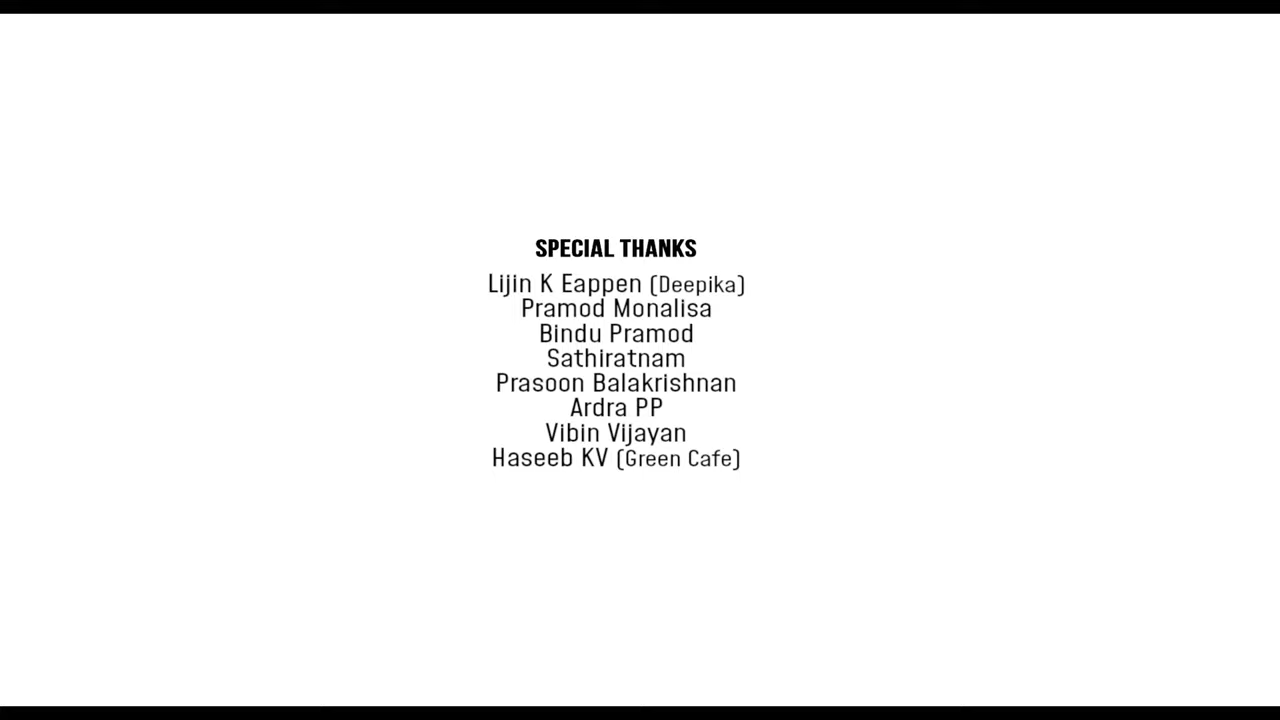 SPECIAL THANKS
Lijin K Eappen (Deepika)
Pramod Monalisa
Bindu Pramod
Sathiratnam
Prasoon Balakrishnan
Ardra PP
Vibin Vijayan
Haseeb KV (Green Cafe)